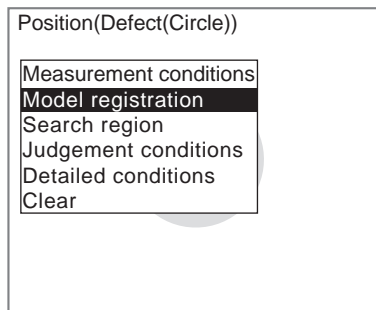 Position(Defect(Circle))
Measurement conditions
Model registration
Search region
Judgement conditions
Detailed conditions
Clear